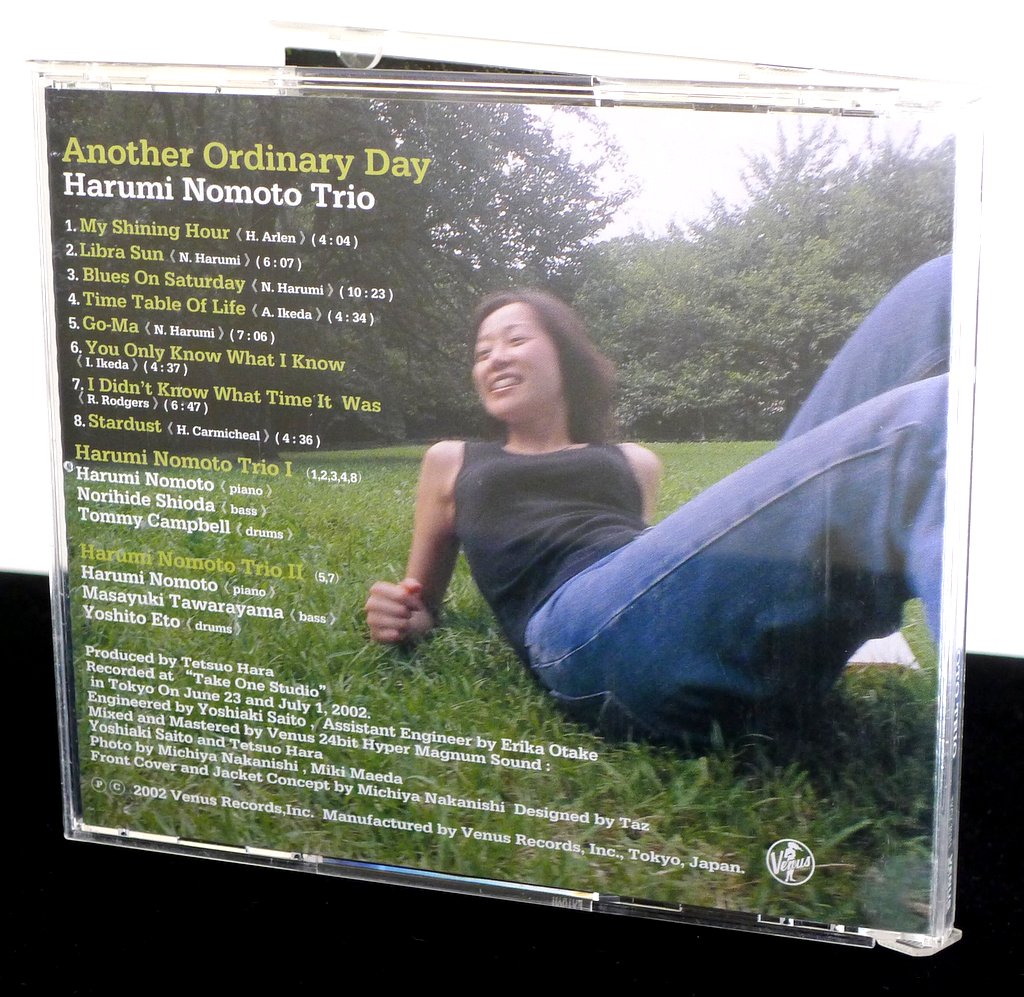 Another Ordinary Day
Harumi Nomoto Trio
1. My Shining Hour 《 H. Arlen 》 ( 4 : 04 )
2. Libra Sun 《 N. Harumi 》 ( 6 : 07 )
3. Blues On Saturday 《 N. Harumi 》 ( 10 : 23 )
4. Time Table Of Life 《 A. Ikeda 》 ( 4 : 34 )
5. Go-Ma 《 N. Harumi 》 ( 7 : 06 )
6. You Only Know What I Know
《 I. Ikeda 》 ( 4 : 37 )
7. I Didn't Know What Time It Was
《 R. Rodgers 》 ( 6 : 47 )
8. Stardust 《 H. Carmicheal 》 ( 4 : 36 )
Harumi Nomoto Trio I (1,2,3,4,8)
Harumi Nomoto 《 piano 》
Norihide Shioda 《 bass 》
Tommy Campbell 《 drums 》
Harumi Nomoto Trio II (5,7)
Harumi Nomoto 《 piano 》
Masayuki Tawarayama 《 bass 》
Yoshito Eto 《 drums 》
Produced by Tetsuo Hara
Recorded at "Take One Studio"
in Tokyo On June 23 and July 1, 2002.
Engineered by Yoshiaki Saito , Assistant Engineer by Erika Otake
Mixed and Mastered by Venus 24bit Hyper Magnum Sound :
Yoshiaki Saito and Tetsuo Hara
Photo by Michiya Nakanishi , Miki Maeda
Front Cover and Jacket Concept by Michiya Nakanishi Designed by Taz
Ⓟ Ⓒ 2002 Venus Records,Inc. Manufactured by Venus Records, Inc., Tokyo, Japan.
Venus